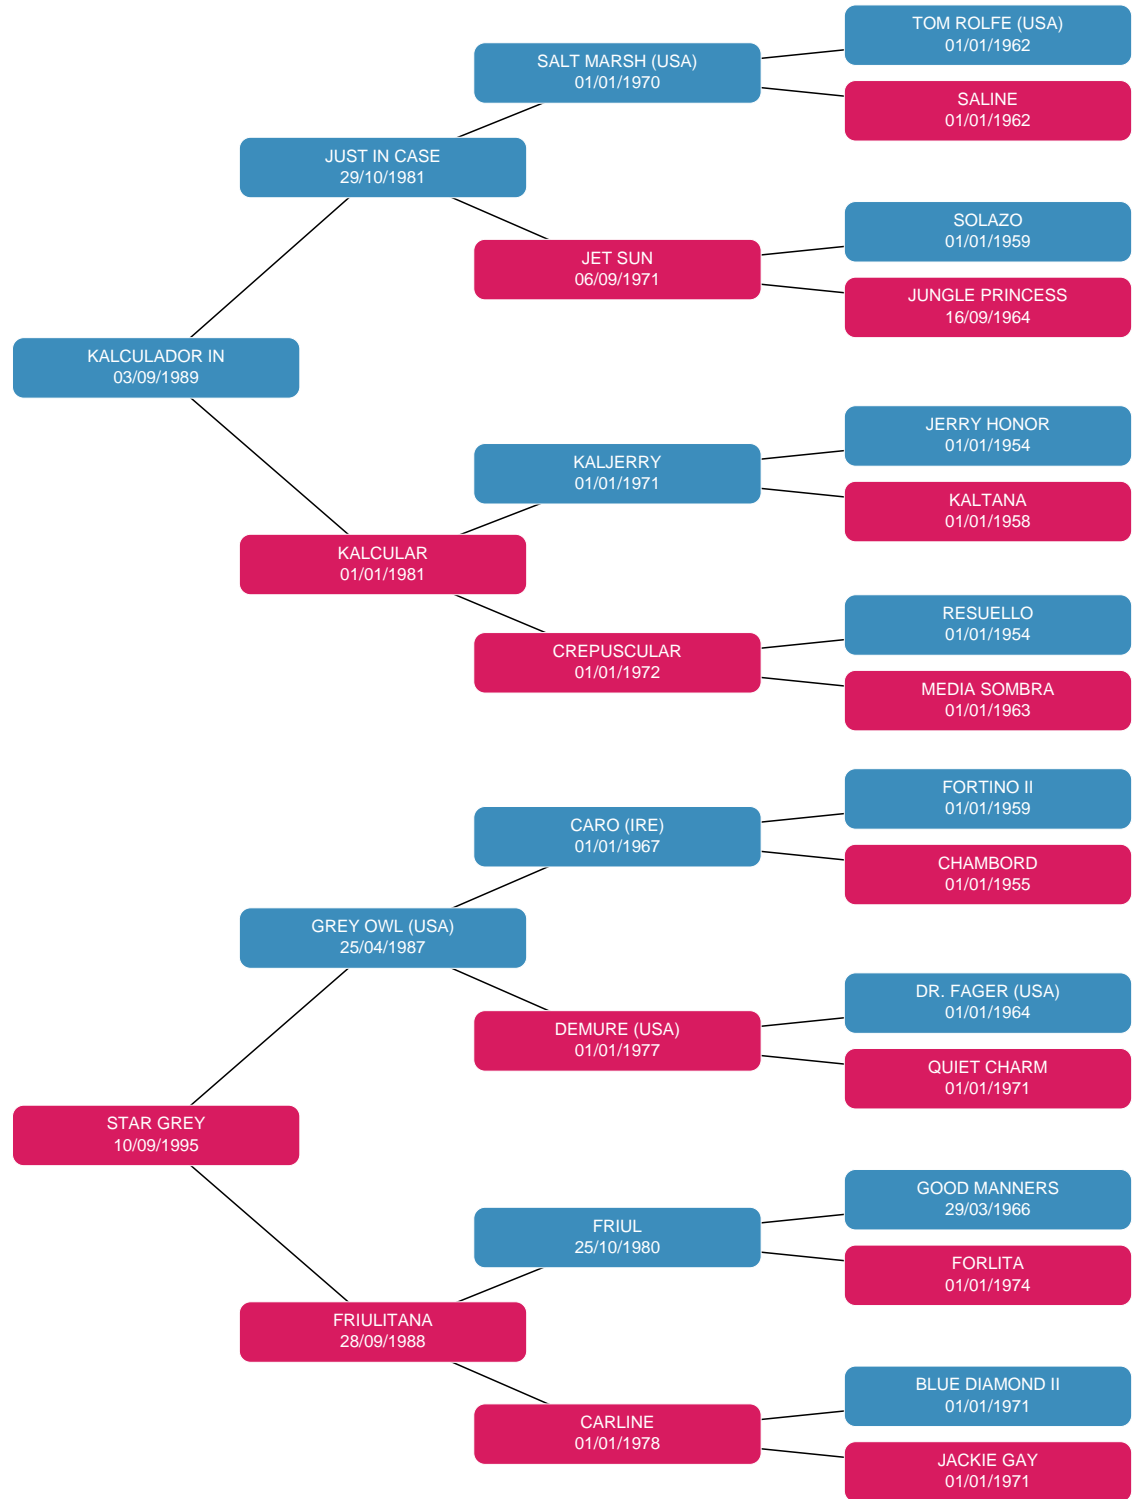 TOM ROLFE (USA)
01/01/1962
SALT MARSH (USA)
01/01/1970
SALINE
01/01/1962
JUST IN CASE
29/10/1981
SOLAZO
01/01/1959
JET SUN
06/09/1971
JUNGLE PRINCESS
16/09/1964
KALCULADOR IN
03/09/1989
JERRY HONOR
01/01/1954
KALJERRY
01/01/1971
KALTANA
01/01/1958
KALCULAR
01/01/1981
RESUELLO
01/01/1954
CREPUSCULAR
01/01/1972
MEDIA SOMBRA
01/01/1963
FORTINO II
01/01/1959
CARO (IRE)
01/01/1967
CHAMBORD
01/01/1955
GREY OWL (USA)
25/04/1987
DR. FAGER (USA)
01/01/1964
DEMURE (USA)
01/01/1977
QUIET CHARM
01/01/1971
STAR GREY
10/09/1995
GOOD MANNERS
29/03/1966
FRIUL
25/10/1980
FORLITA
01/01/1974
FRIULITANA
28/09/1988
BLUE DIAMOND II
01/01/1971
CARLINE
01/01/1978
JACKIE GAY
01/01/1971